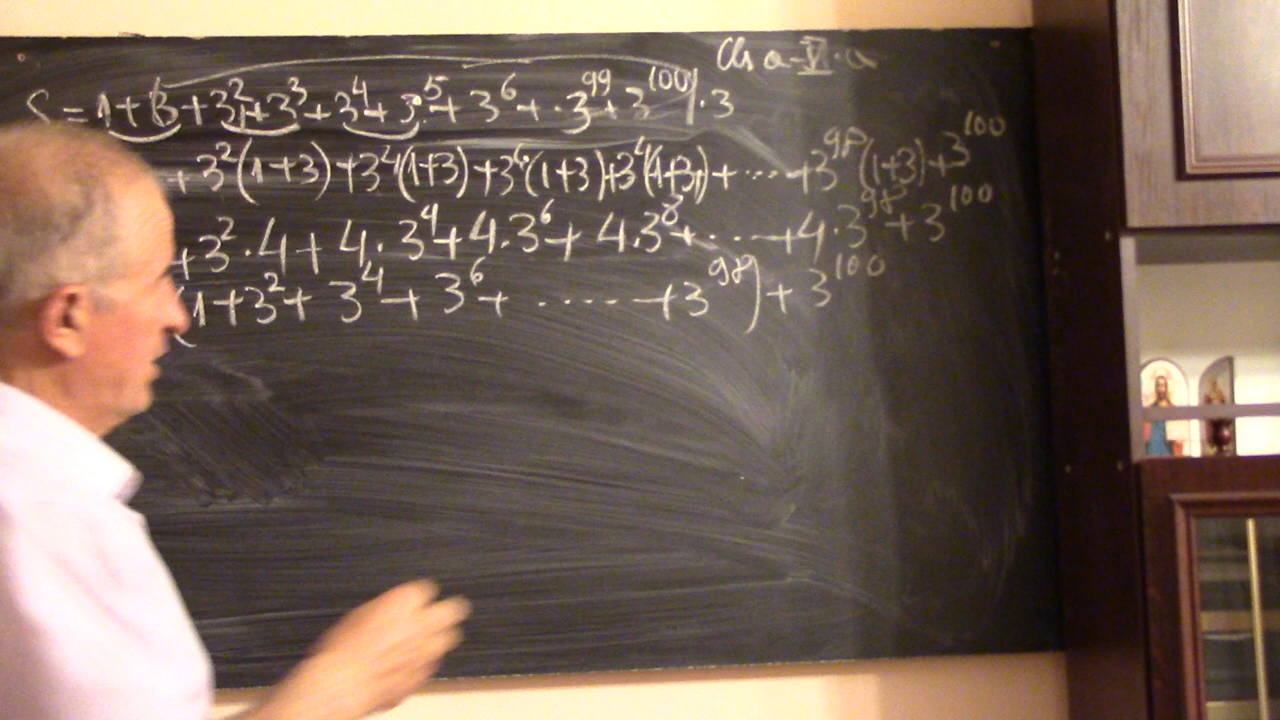 Cls a-V-a
S = 1 + 3 + 3² + 3³ + 3⁴ + 3⁵ + 3⁶ + . 3⁹⁹ + 3¹⁰⁰ | · 3
+ 3²(1+3) + 3⁴(1+3) + 3⁶(1+3) + 3⁸(1+3) + ··· + 3⁹⁸(1+3) + 3¹⁰⁰
+ 3² · 4 + 4 · 3⁴ + 4 · 3⁶ + 4 · 3⁸ + ····· + 4 · 3⁹⁸ + 3¹⁰⁰
(1 + 3² + 3⁴ + 3⁶ + ······ + 3⁹⁸) + 3¹⁰⁰